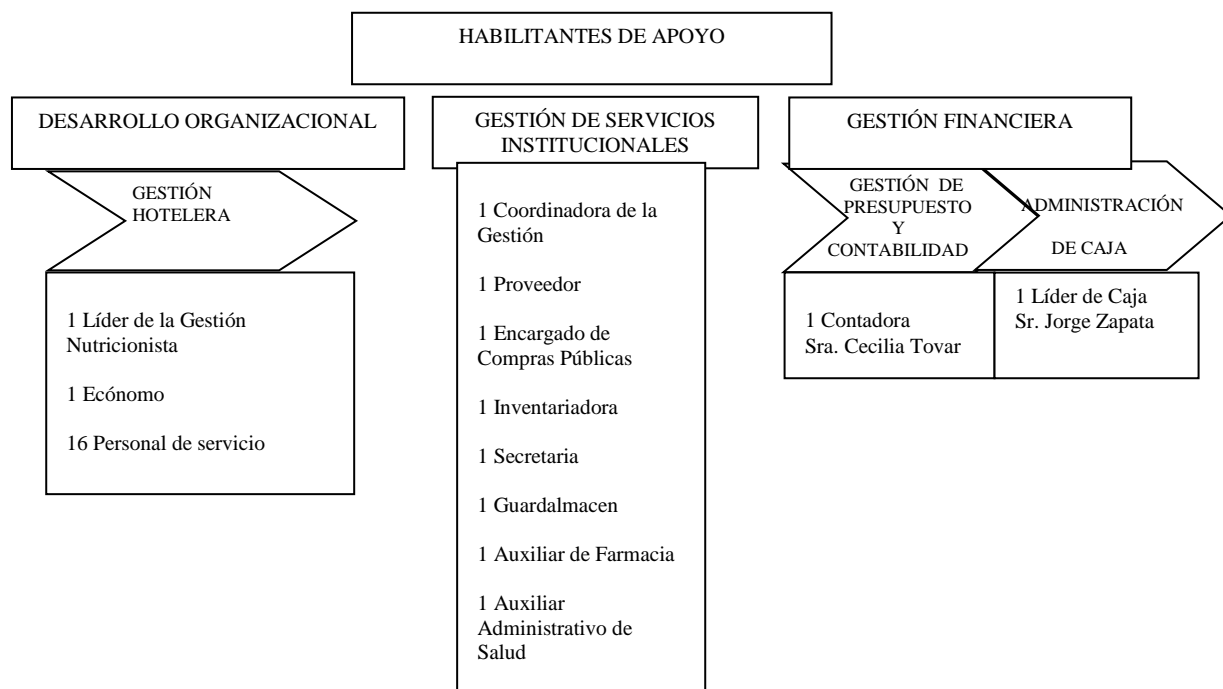 HABILITANTES DE APOYO
DESARROLLO ORGANIZACIONAL
GESTIÓN
HOTELERA
1 Líder de la Gestión
Nutricionista
1 Ecónomo
16 Personal de servicio
GESTIÓN DE SERVICIOS
INSTITUCIONALES
1 Coordinadora de la
Gestión
1 Proveedor
1 Encargado de
Compras Públicas
1 Inventariadora
1 Secretaria
1 Guardalmacen
1 Auxiliar de Farmacia
1 Auxiliar
Administrativo de
Salud
GESTIÓN FINANCIERA
GESTIÓN DE
PRESUPUESTO
Y
CONTABILIDAD
1 Contadora
Sra. Cecilia Tovar
ADMINISTRACIÓN
DE CAJA
1 Líder de Caja
Sr. Jorge Zapata